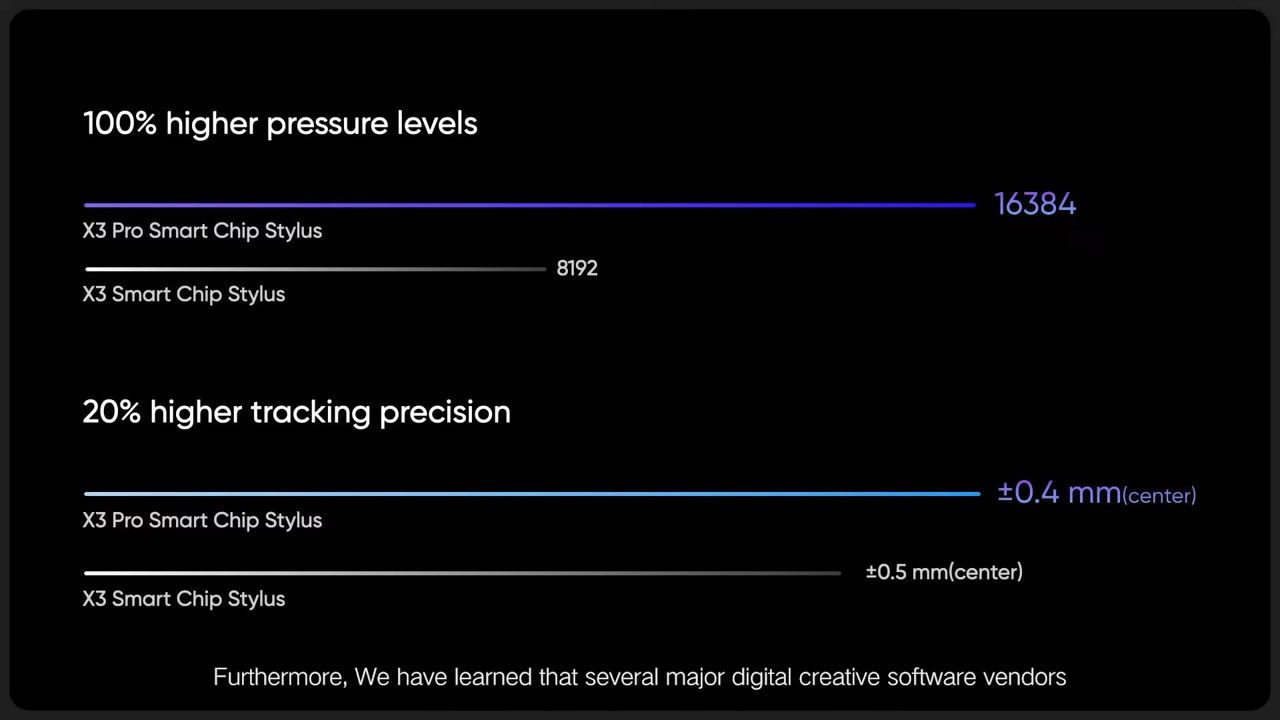 100% higher pressure levels
16384
X3 Pro Smart Chip Stylus
8192
X3 Smart Chip Stylus
20% higher tracking precision
±0.4 mm(center)
X3 Pro Smart Chip Stylus
±0.5 mm(center)
X3 Smart Chip Stylus
Furthermore, We have learned that several major digital creative software vendors